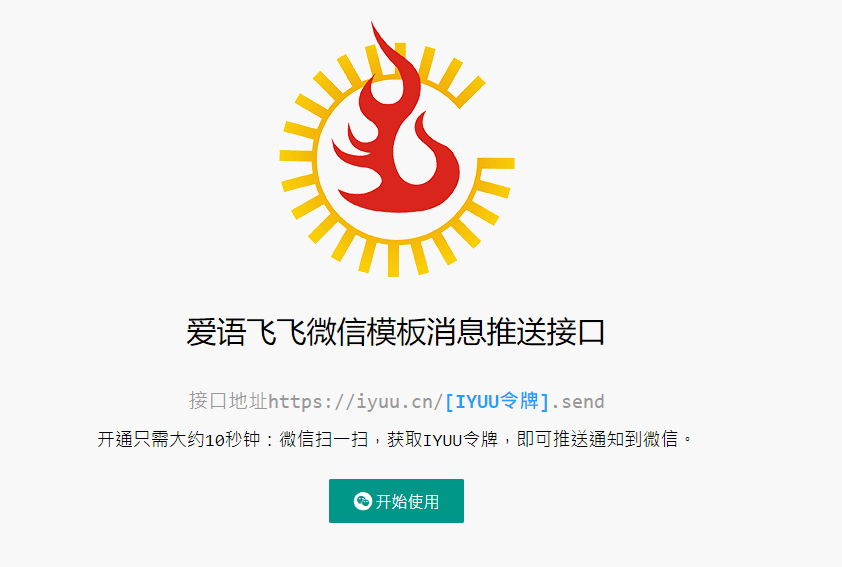 爱语飞飞微信模板消息推送接口
接口地址https://iyuu.cn/[IYUU令牌].send
开通只需大约10秒钟：微信扫一扫，获取IYUU令牌，即可推送通知到微信。
开始使用